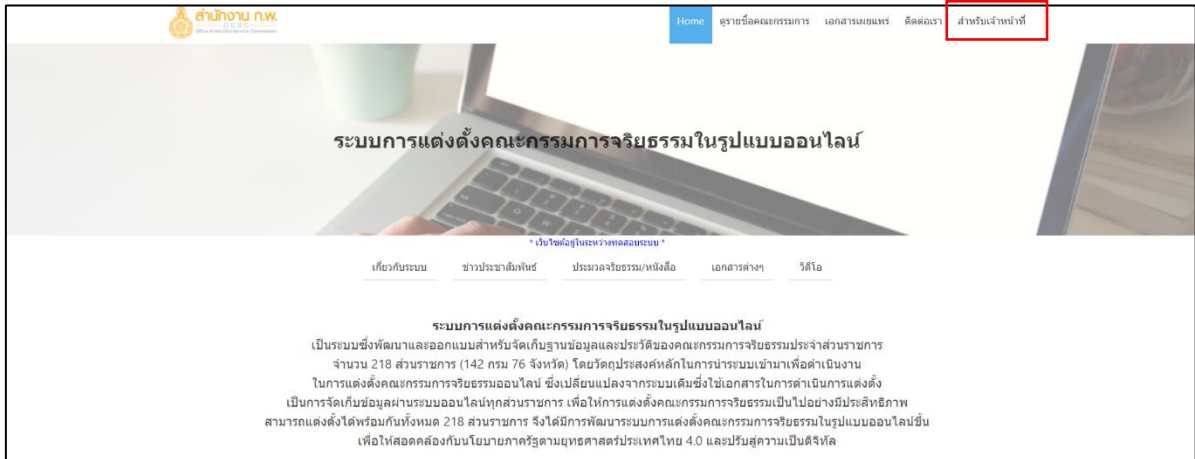 สำนักงาน ก.พ.
OCSC
Office of the Civil Service Commission
Home ดูรายชื่อคณะกรรมการ เอกสารเผยแพร่ ติดต่อเรา สำหรับเจ้าหน้าที่
ระบบการแต่งตั้งคณะกรรมการจริยธรรมในรูปแบบออนไลน์
* เว็บไซต์อยู่ในระหว่างทดสอบระบบ *
เกี่ยวกับระบบ ข่าวประชาสัมพันธ์ ประมวลจริยธรรม/หนังสือ เอกสารต่างๆ วิดีโอ
ระบบการแต่งตั้งคณะกรรมการจริยธรรมในรูปแบบออนไลน์
เป็นระบบซึ่งพัฒนาและออกแบบสำหรับจัดเก็บฐานข้อมูลและประวัติของคณะกรรมการจริยธรรมประจำส่วนราชการ
จำนวน 218 ส่วนราชการ (142 กรม 76 จังหวัด) โดยวัตถุประสงค์หลักในการนำระบบเข้ามาเพื่อดำเนินงาน
ในการแต่งตั้งคณะกรรมการจริยธรรมออนไลน์ ซึ่งเปลี่ยนแปลงจากระบบเดิมซึ่งใช้เอกสารในการดำเนินการแต่งตั้ง
เป็นการจัดเก็บข้อมูลผ่านระบบออนไลน์ทุกส่วนราชการ เพื่อให้การแต่งตั้งคณะกรรมการจริยธรรมเป็นไปอย่างมีประสิทธิภาพ
สามารถแต่งตั้งได้พร้อมกันทั้งหมด 218 ส่วนราชการ จึงได้มีการพัฒนาระบบการแต่งตั้งคณะกรรมการจริยธรรมในรูปแบบออนไลน์ขึ้น
เพื่อให้สอดคล้องกับนโยบายภาครัฐตามยุทธศาสตร์ประเทศไทย 4.0 และปรับสู่ความเป็นดิจิทัล